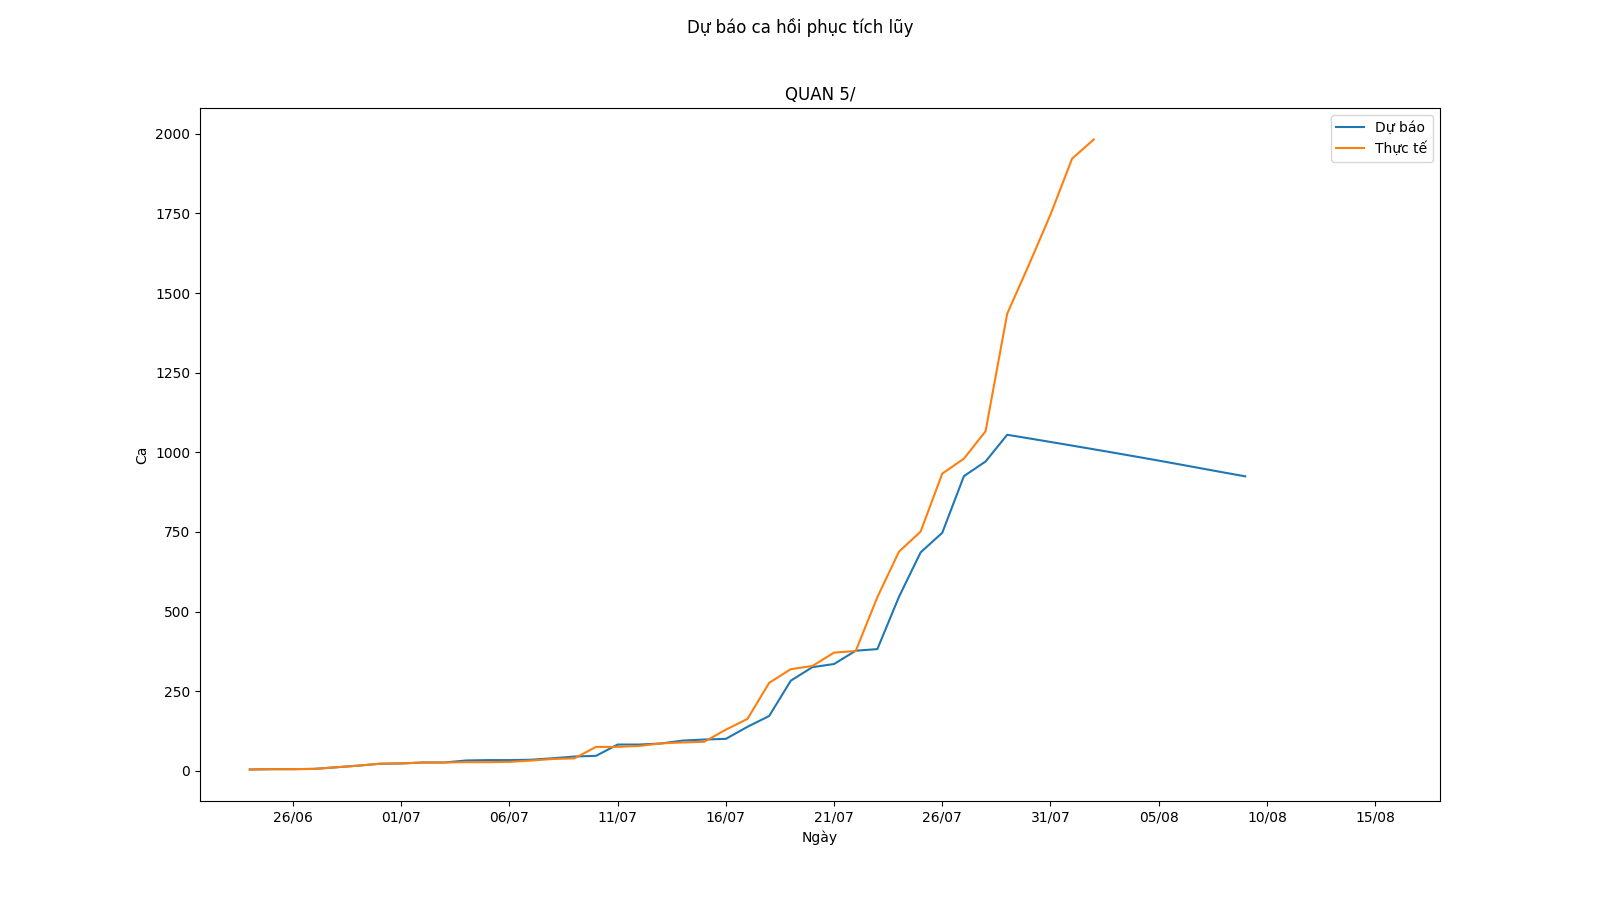 Dự báo ca hồi phục tích lũy
QUAN 5/
Dự báo
Thực tế
2000
1750
1500
1250
1000
750
500
250
0
Ca
26/06 01/07 06/07 11/07 16/07 21/07 26/07 31/07 05/08 10/08 15/08
Ngày